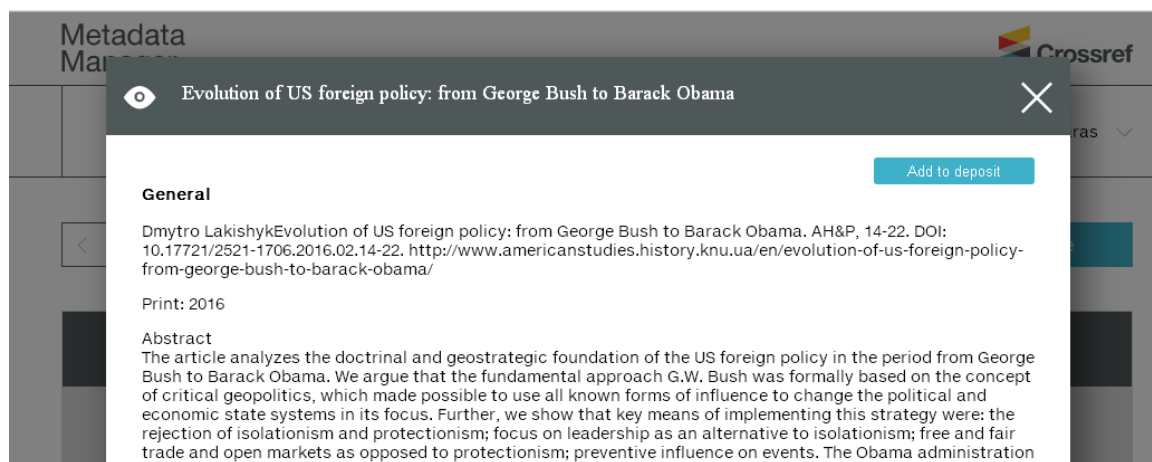 Metadata
Crossref
Evolution of US foreign policy: from George Bush to Barack Obama
ras
Add to deposit
General
Dmytro LakishykEvolution of US foreign policy: from George Bush to Barack Obama. AH&P, 14-22. DOI:
10.17721/2521-1706.2016.02.14-22. http://www.americanstudies.history.knu.ua/en/evolution-of-us-foreign-policy-
from-george-bush-to-barack-obama/
Print: 2016
Abstract
The article analyzes the doctrinal and geostrategic foundation of the US foreign policy in the period from George
Bush to Barack Obama. We argue that the fundamental approach G.W. Bush was formally based on the concept
of critical geopolitics, which made possible to use all known forms of influence to change the political and
economic state systems in its focus. Further, we show that key means of implementing this strategy were: the
rejection of isolationism and protectionism; focus on leadership as an alternative to isolationism; free and fair
trade and open markets as opposed to protectionism; preventive influence on events. The Obama administration